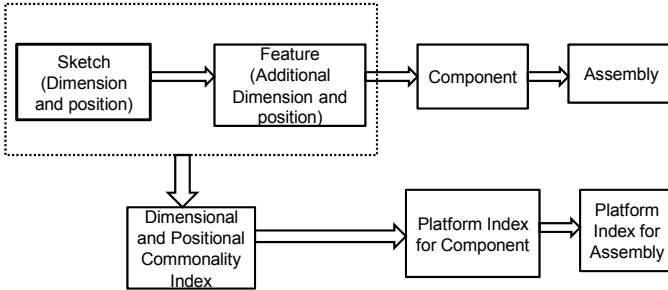 Sketch
(Dimension
and position)
Feature
(Additional
Dimension and
position)
Component
Assembly
Dimensional
and Positional
Commonality
Index
Platform Index
for Component
Platform
Index for
Assembly